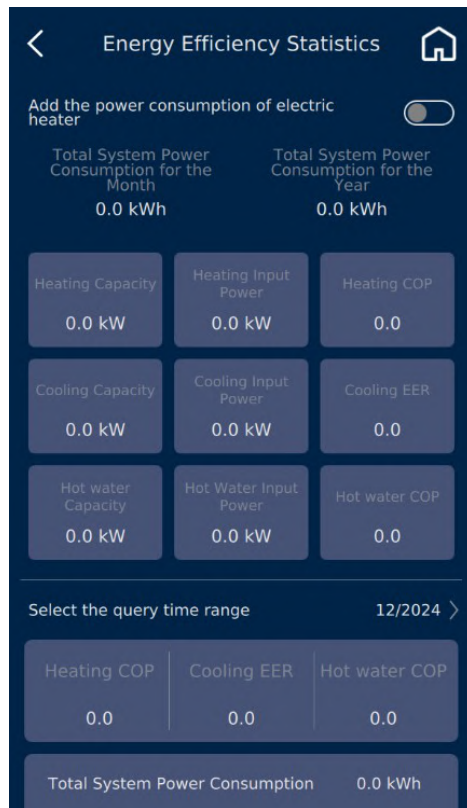 Energy Efficiency Statistics
Add the power consumption of electric
heater
Total System Power
Consumption for the
Month
0.0 kWh
Total System Power
Consumption for the
Year
0.0 kWh
Heating Capacity
0.0 kW
Heating Input
Power
0.0 kW
Heating COP
0.0
Cooling Capacity
0.0 kW
Cooling Input
Power
0.0 kW
Cooling EER
0.0
Hot water
Capacity
0.0 kW
Hot Water Input
Power
0.0 kW
Hot water COP
0.0
Select the query time range 12/2024
Heating COP
0.0
Cooling EER
0.0
Hot water COP
0.0
Total System Power Consumption 0.0 kWh